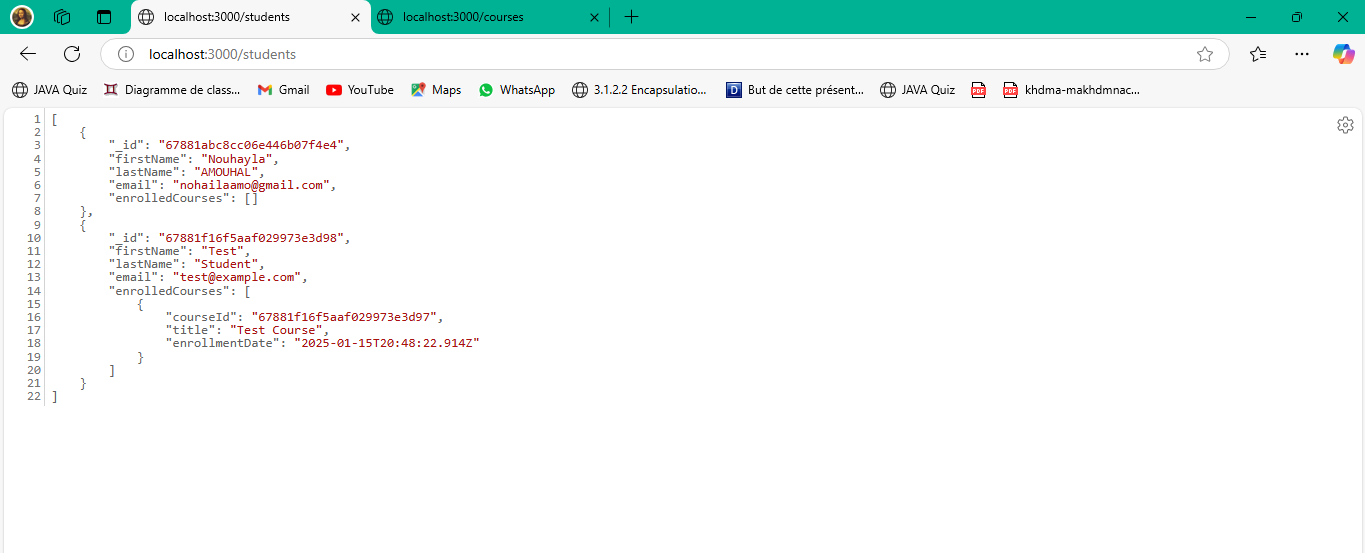 localhost:3000/students
localhost:3000/courses
localhost:3000/students
JAVA Quiz
Diagramme de class...
Gmail
YouTube
Maps
WhatsApp
3.1.2.2 Encapsulatio...
D
But de cette présent...
JAVA Quiz
PDF
PDF
khdma-makhdmnac...
1 [
2 {
3 "_id": "67881abc8cc06e446b07f4e4",
4 "firstName": "Nouhayla",
5 "lastName": "AMOUHAL",
6 "email": "nohailaamo@gmail.com",
7 "enrolledCourses": []
8 },
9 {
10 "_id": "67881f16f5aaf029973e3d98",
11 "firstName": "Test",
12 "lastName": "Student",
13 "email": "test@example.com",
14 "enrolledCourses": [
15 {
16 "courseId": "67881f16f5aaf029973e3d97",
17 "title": "Test Course",
18 "enrollmentDate": "2025-01-15T20:48:22.914Z"
19 }
20 ]
21 }
22 ]